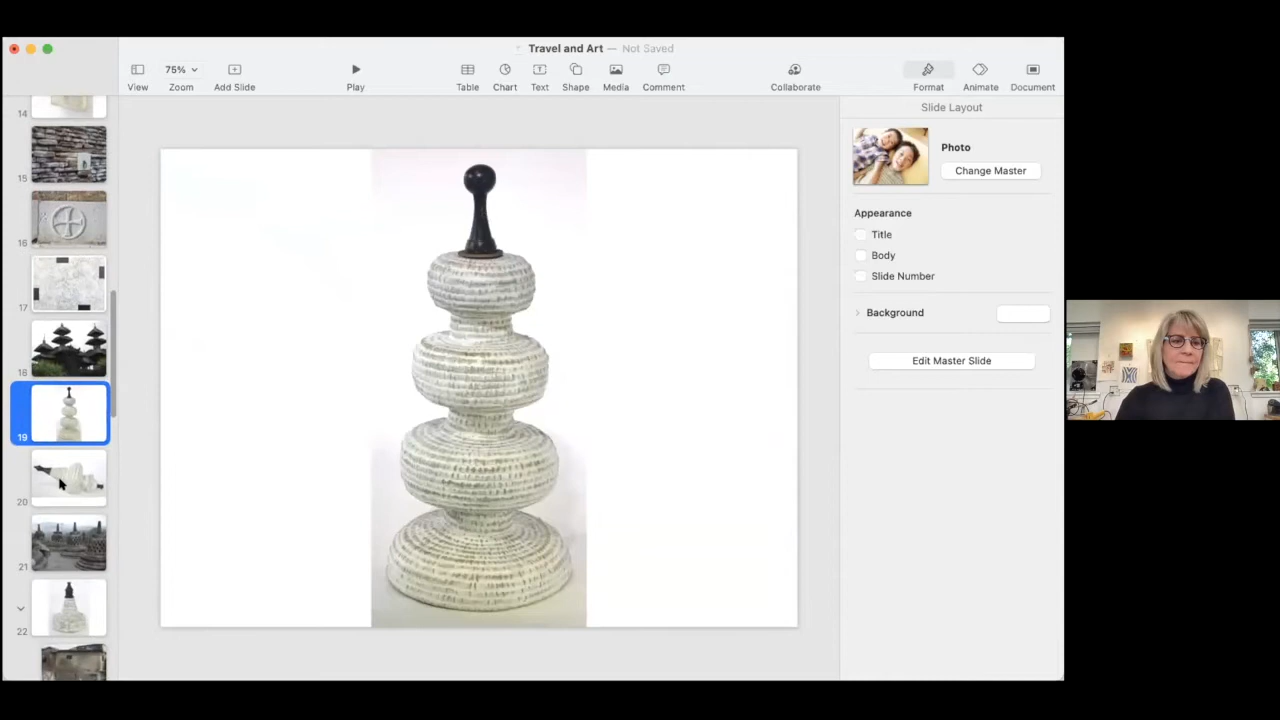 Travel and Art — Not Saved
75%
View Zoom Add Slide Play Table Chart Text Shape Media Comment Collaborate Format Animate Document
14
15
16
17
18
19
20
21
22
Slide Layout
Photo
Change Master
Appearance
Title
Body
Slide Number
Background
Edit Master Slide